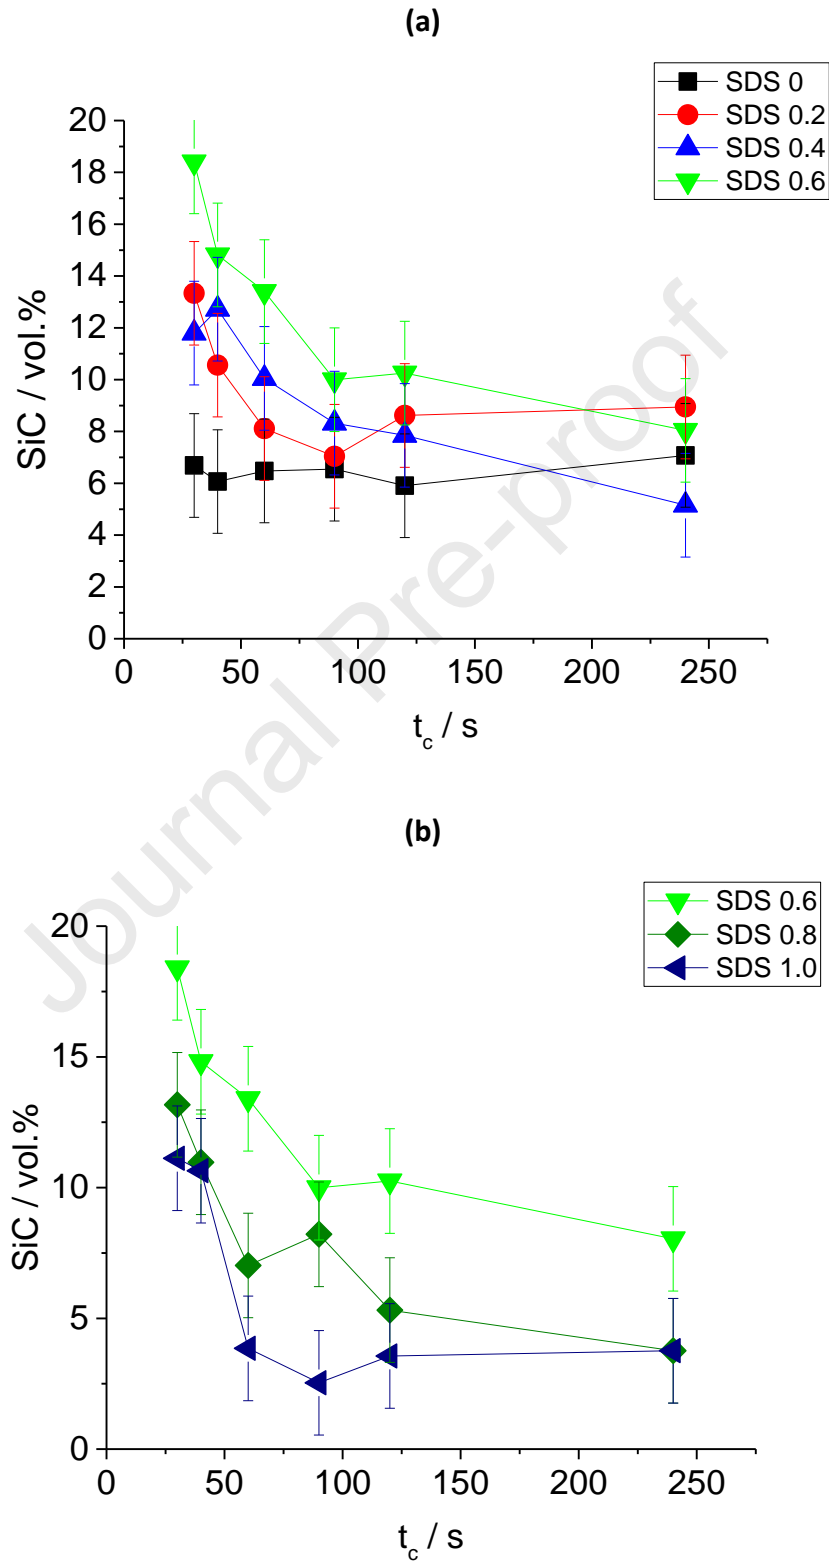 (a)
SDS 0
SDS 0.2
SDS 0.4
SDS 0.6
20
18
16
14
12
10
8
6
4
2
0
SiC / vol.%
0 50 100 150 200 250
t_c / s
Journal Pre-proof
(b)
SDS 0.6
SDS 0.8
SDS 1.0
20
15
10
5
0
SiC / vol.%
0 50 100 150 200 250
t_c / s